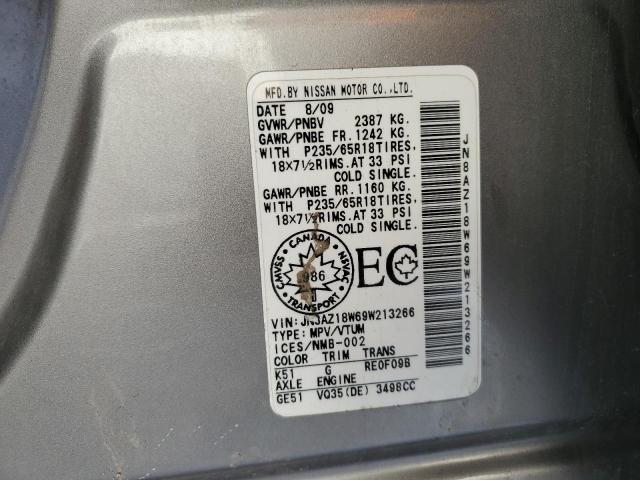 MFD.BY NISSAN MOTOR CO.,LTD.
DATE 8/09
GVWR/PNBV 2387 KG.
GAWR/PNBE FR. 1242 KG.
WITH P235/65R18TIRES,
18X7½RIMS.AT 33 PSI
COLD SINGLE.
GAWR/PNBE RR. 1160 KG.
WITH P235/65R18TIRES,
18X7½RIMS.AT 33 PSI
COLD SINGLE.
CANADA
CMVSS
NSVAC
986
TRANSPORT
EC
VIN: JN8AZ18W69W213266
TYPE: MPV/VTUM
ICES/NMB-002
COLOR TRIM TRANS
K51 G RE0F09B
AXLE ENGINE
GE51 VQ35(DE) 3498CC
JN8AZ18W69W213266